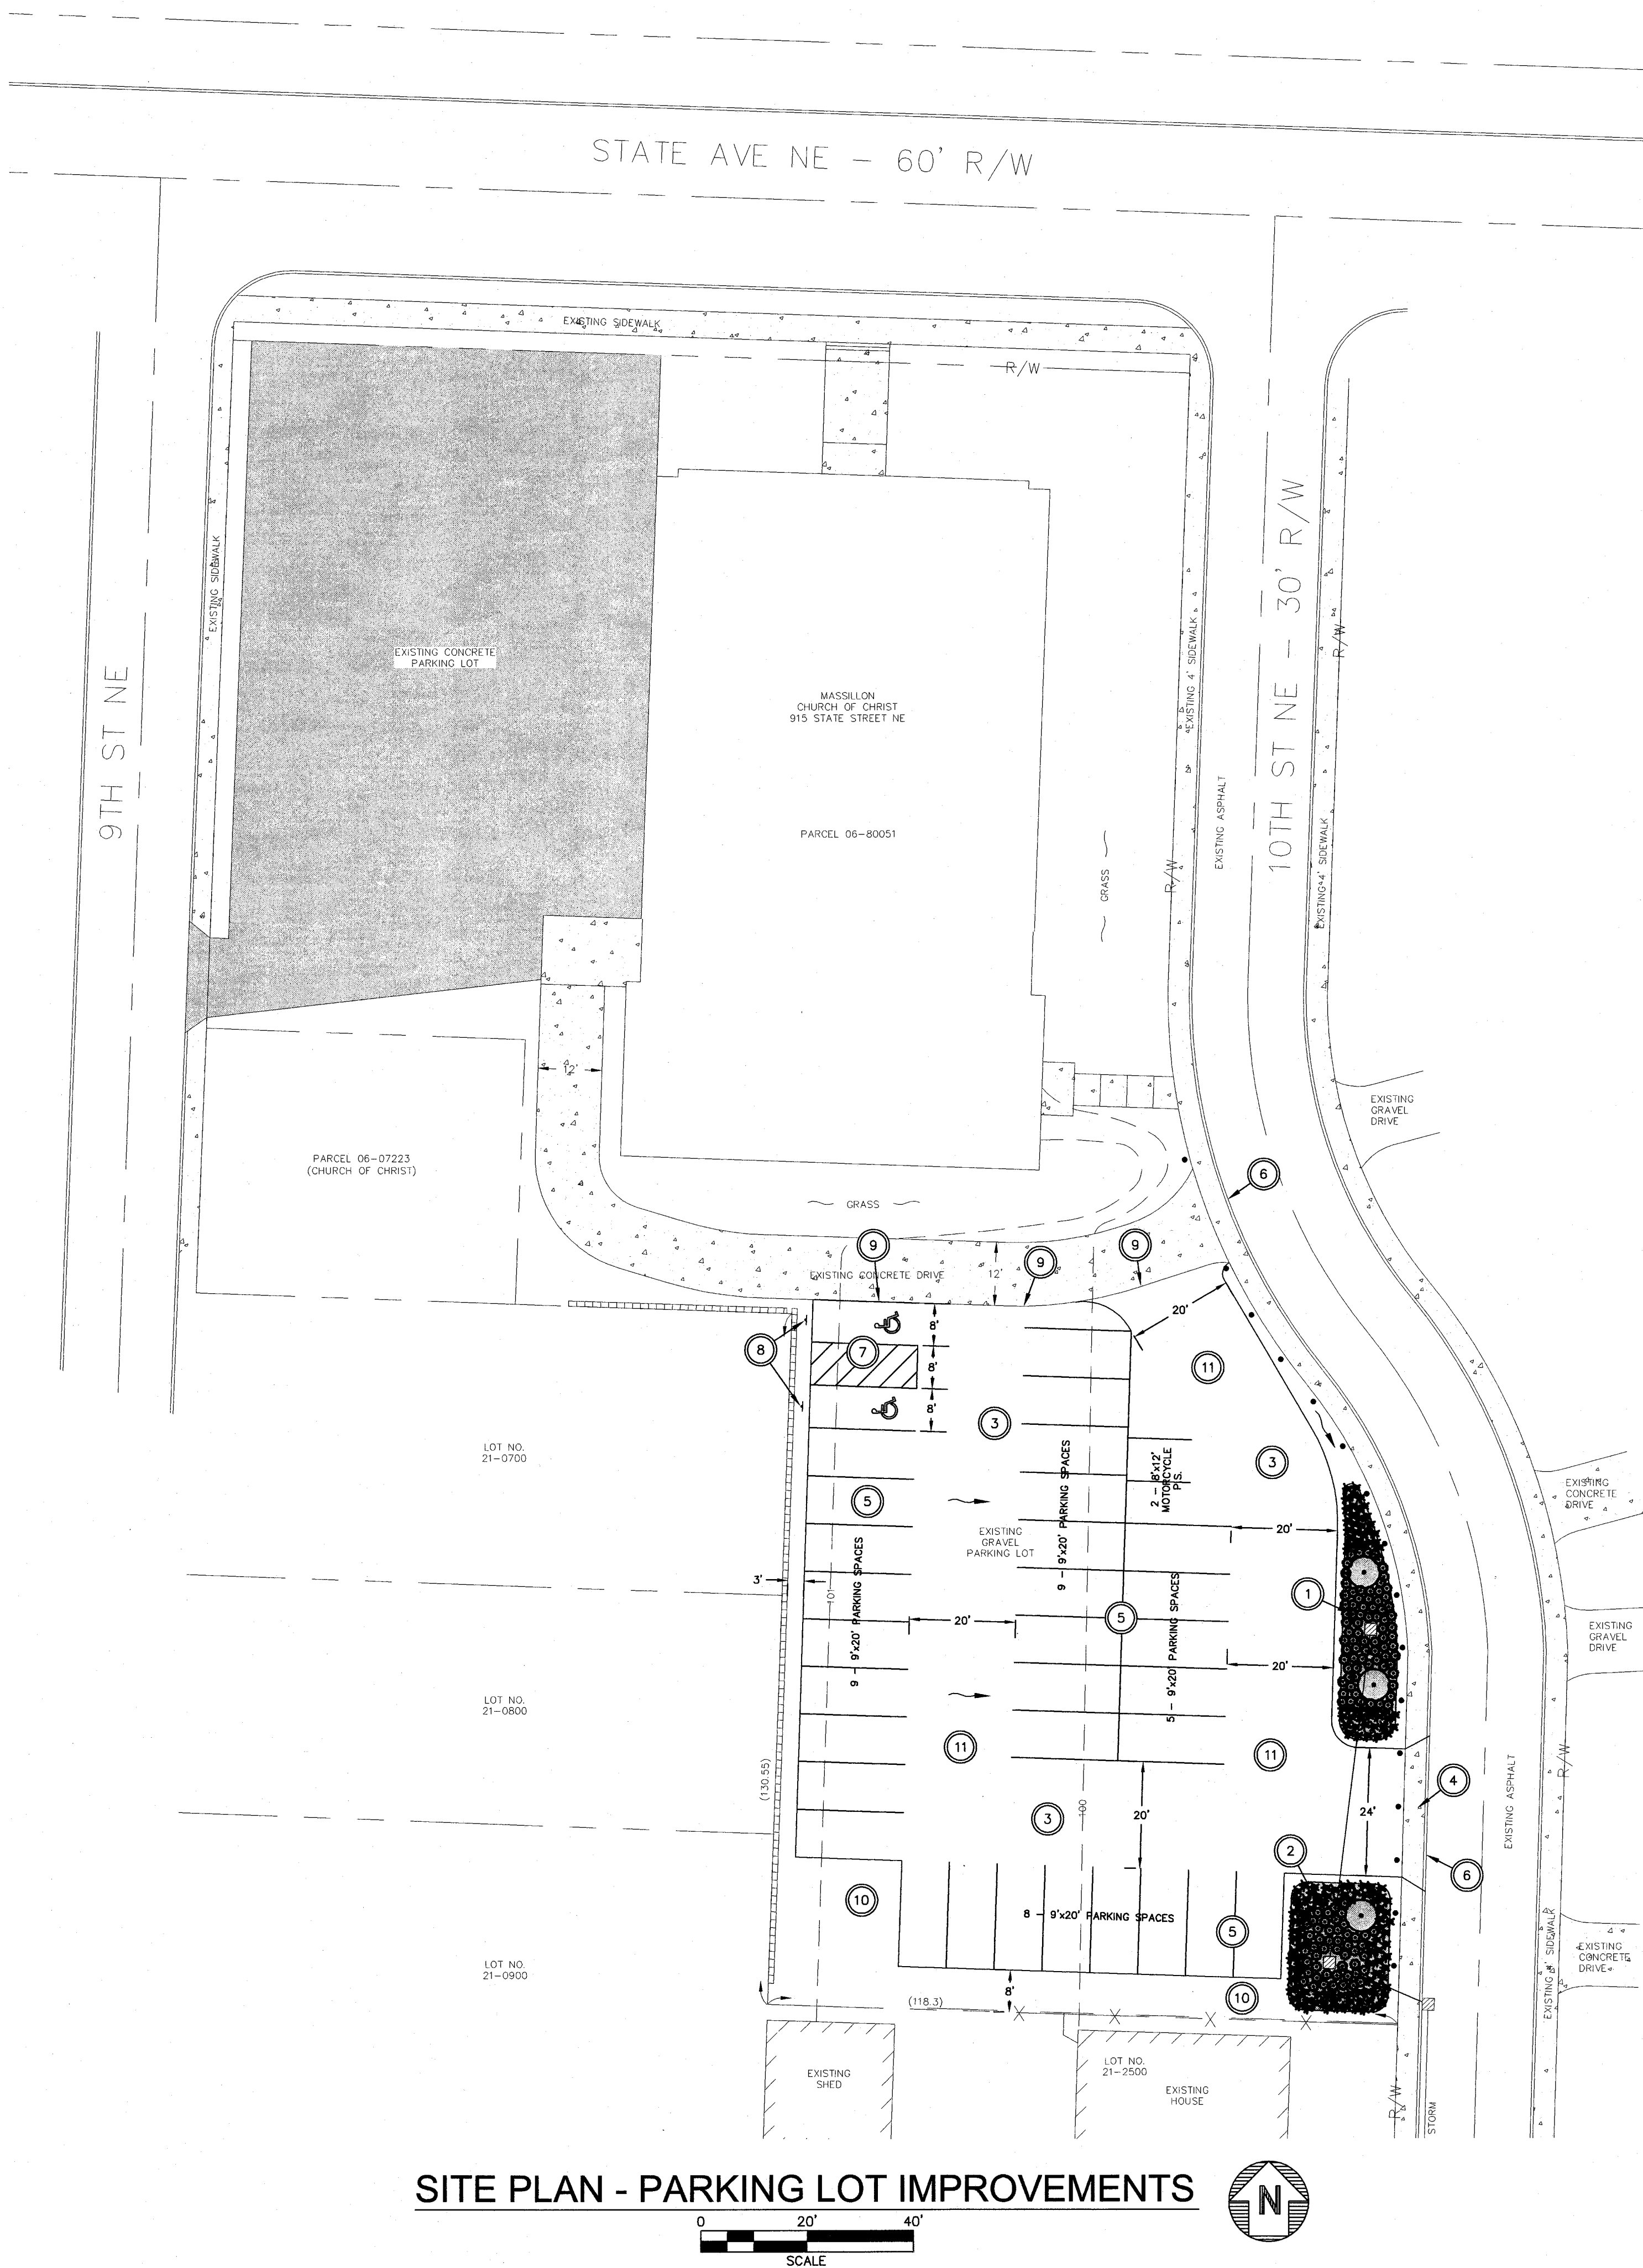 STATE AVE NE - 60' R/W
EXISTING SIDEWALK
R/W
EXISTING SIDEWALK
9TH ST NE
EXISTING CONCRETE
PARKING LOT
MASSILLON
CHURCH OF CHRIST
915 STATE STREET NE
PARCEL 06-80051
GRASS
R/W
EXISTING 4' SIDEWALK
EXISTING ASPHALT
10TH ST NE - 30' R/W
R/W
EXISTING 4' SIDEWALK
12'
PARCEL 06-07223
(CHURCH OF CHRIST)
GRASS
EXISTING
GRAVEL
DRIVE
6
9
9
9
EXISTING CONCRETE DRIVE
12'
20'
8
7
8'
8'
8'
11
3
3
LOT NO.
21-0700
5
EXISTING
GRAVEL
PARKING LOT
9 - 9'x20' PARKING SPACES
2 - 8'x12'
MOTORCYCLE
P.S.
20'
EXISTING
CONCRETE
DRIVE
3'
101
9 - 9'x20' PARKING SPACES
20'
5
5 - 9'x20' PARKING SPACES
1
20'
EXISTING
GRAVEL
DRIVE
LOT NO.
21-0800
(130.55)
11
11
3
100
20'
24'
4
EXISTING ASPHALT
R/W
2
6
10
8 - 9'x20' PARKING SPACES
5
LOT NO.
21-0900
8'
10
(118.3)
EXISTING 4' SIDEWALK
EXISTING
CONCRETE
DRIVE
EXISTING
SHED
LOT NO.
21-2500
EXISTING
HOUSE
R/W
STORM
SITE PLAN - PARKING LOT IMPROVEMENTS
N
0 20' 40'
SCALE